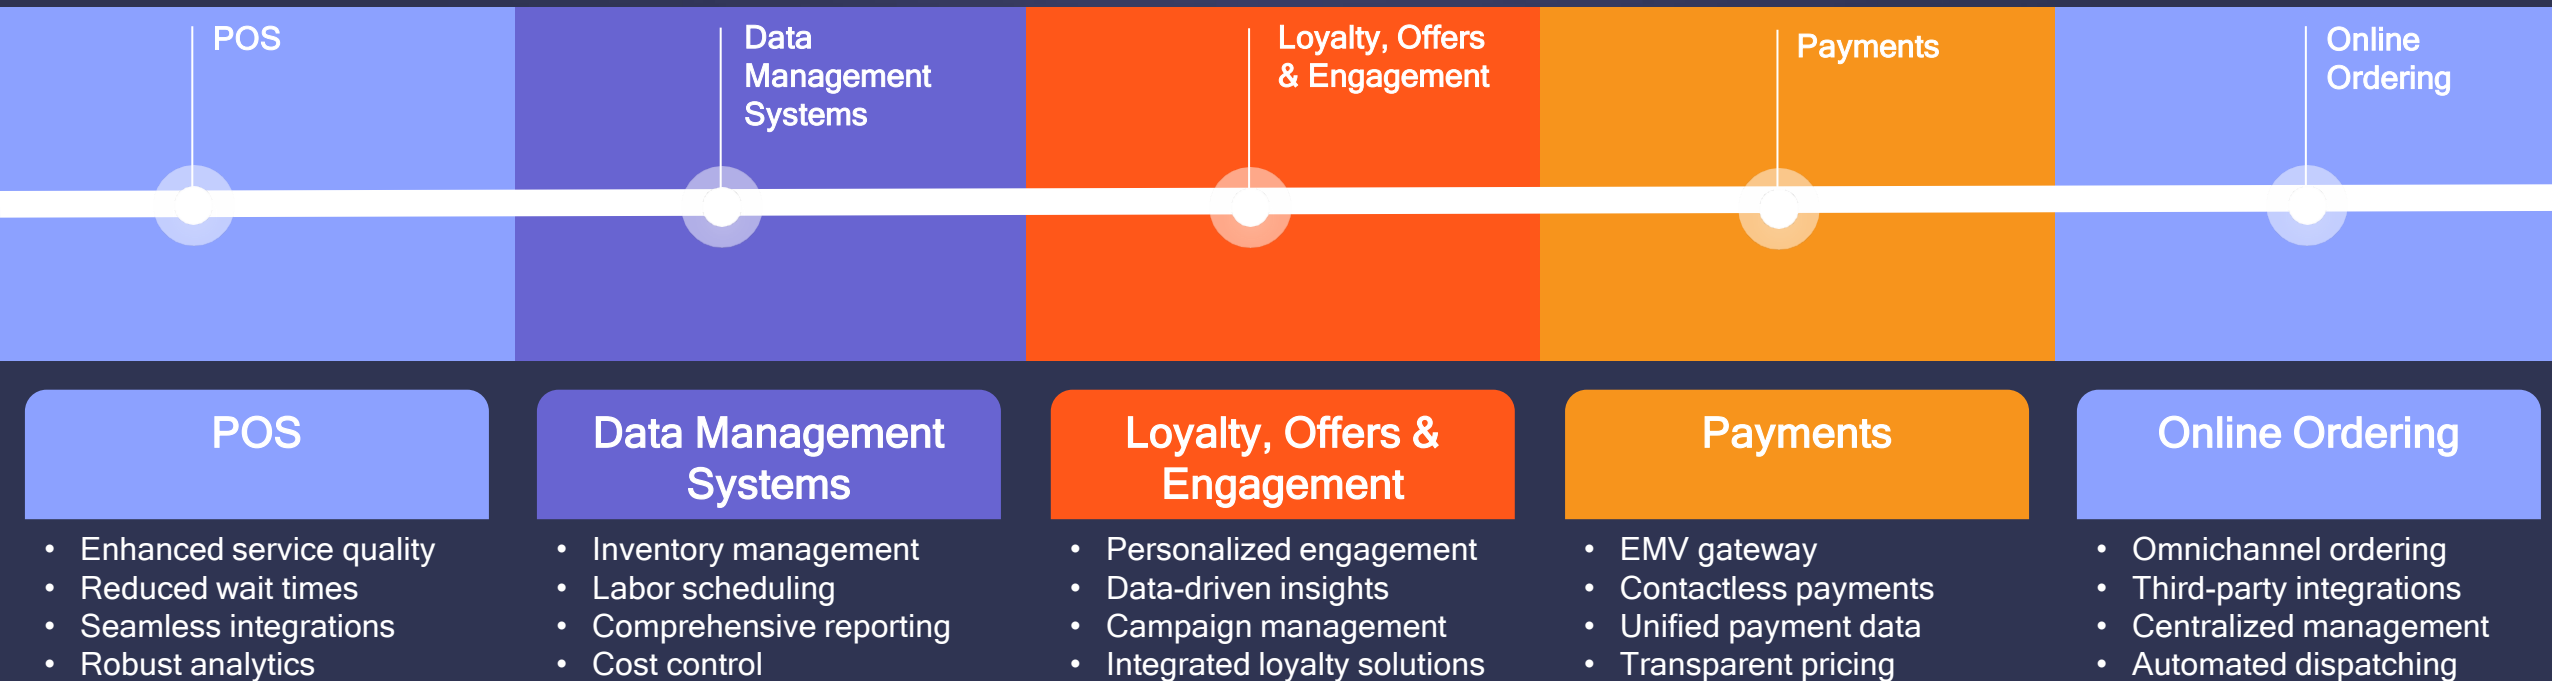 POS
Data
Management
Systems
Loyalty, Offers
& Engagement
Payments
Online
Ordering
POS
• Enhanced service quality
• Reduced wait times
• Seamless integrations
• Robust analytics
Data Management
Systems
• Inventory management
• Labor scheduling
• Comprehensive reporting
• Cost control
Loyalty, Offers &
Engagement
• Personalized engagement
• Data-driven insights
• Campaign management
• Integrated loyalty solutions
Payments
• EMV gateway
• Contactless payments
• Unified payment data
• Transparent pricing
Online Ordering
• Omnichannel ordering
• Third-party integrations
• Centralized management
• Automated dispatching